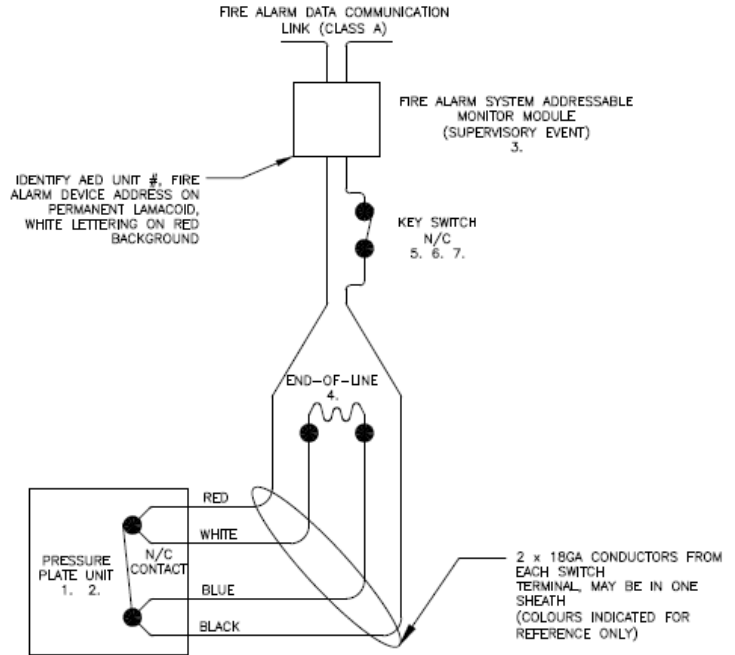 FIRE ALARM DATA COMMUNICATION
LINK (CLASS A)
FIRE ALARM SYSTEM ADDRESSABLE
MONITOR MODULE
(SUPERVISORY EVENT)
3.
IDENTIFY AED UNIT #, FIRE
ALARM DEVICE ADDRESS ON
PERMANENT LAMACOID,
WHITE LETTERING ON RED
BACKGROUND
KEY SWITCH
N/C
5. 6. 7.
END-OF-LINE
4.
RED
WHITE
N/C
CONTACT
PRESSURE
PLATE UNIT
1. 2.
BLUE
BLACK
2 x 18GA CONDUCTORS FROM
EACH SWITCH
TERMINAL, MAY BE IN ONE
SHEATH
(COLOURS INDICATED FOR
REFERENCE ONLY)